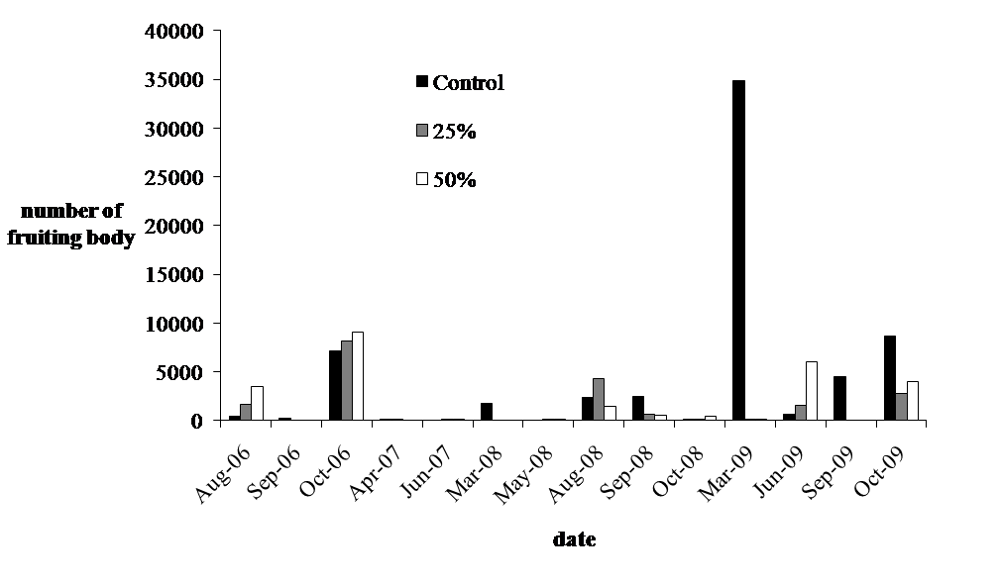 40000
35000
30000
25000
20000
15000
10000
5000
0
number of
fruiting body
Control
25%
50%
Aug-06
Sep-06
Oct-06
Apr-07
Jun-07
Mar-08
May-08
Aug-08
Sep-08
Oct-08
Mar-09
Jun-09
Sep-09
Oct-09
date